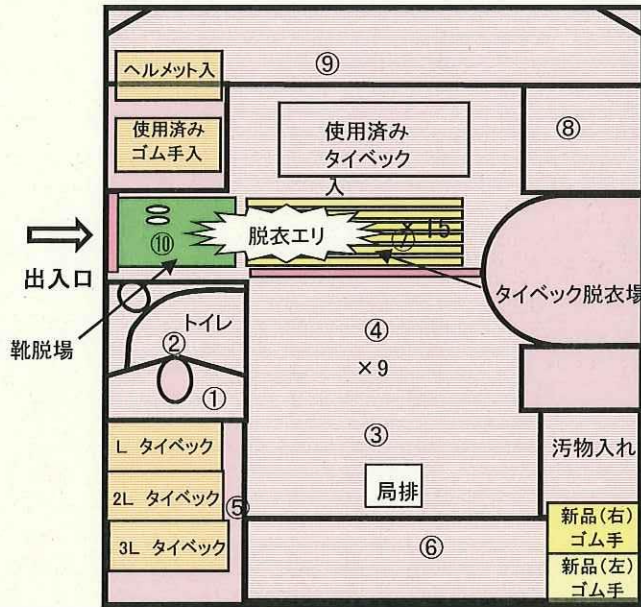 ⑨
ヘルメット入
使用済み
ゴム手入
使用済み
タイベック
入
⑧
出入口
⑩
脱衣エリ
⑦
×15
タイベック脱衣場
靴脱場
トイレ
②
①
④
×9
③
局排
L タイベック
2L タイベック
3L タイベック
⑤
⑥
汚物入れ
新品(右)
ゴム手
新品(左)
ゴム手